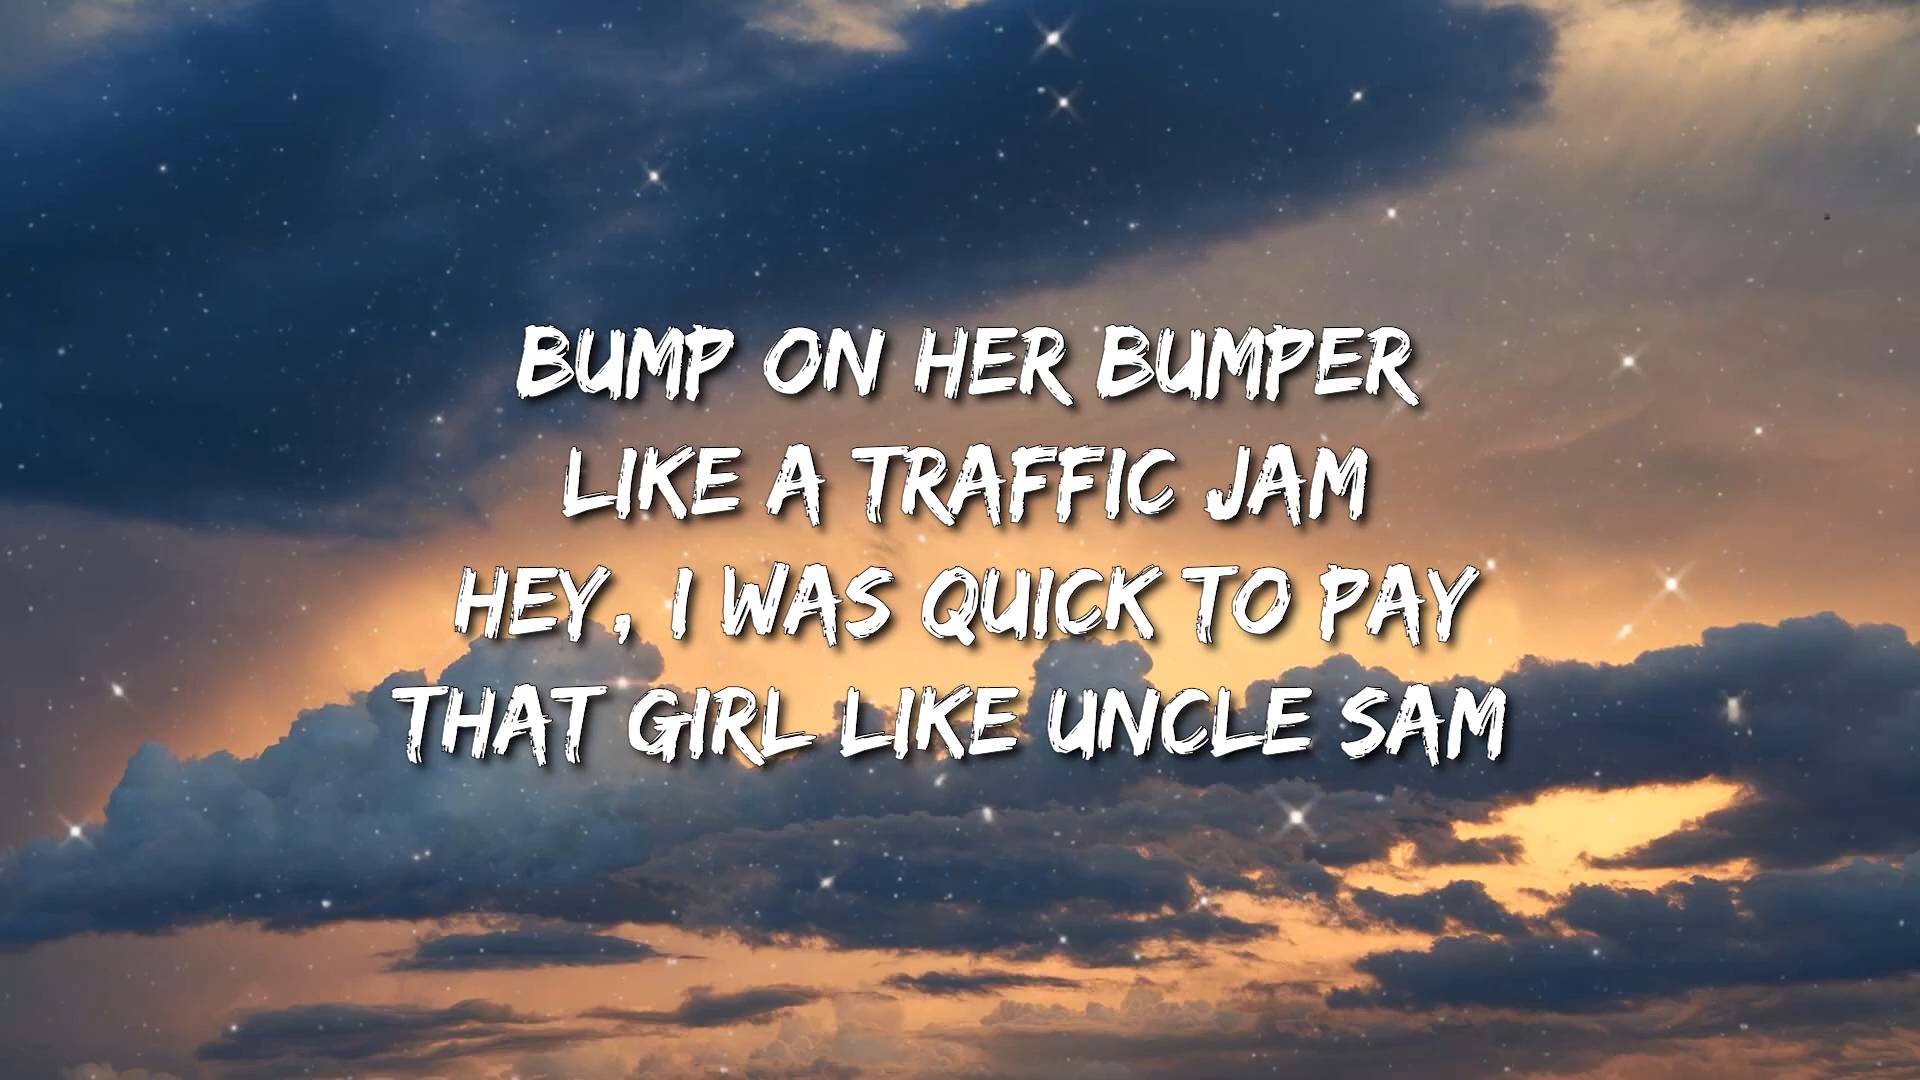 BUMP ON HER BUMPER
LIKE A TRAFFIC JAM
HEY, I WAS QUICK TO PAY
THAT GIRL LIKE UNCLE SAM